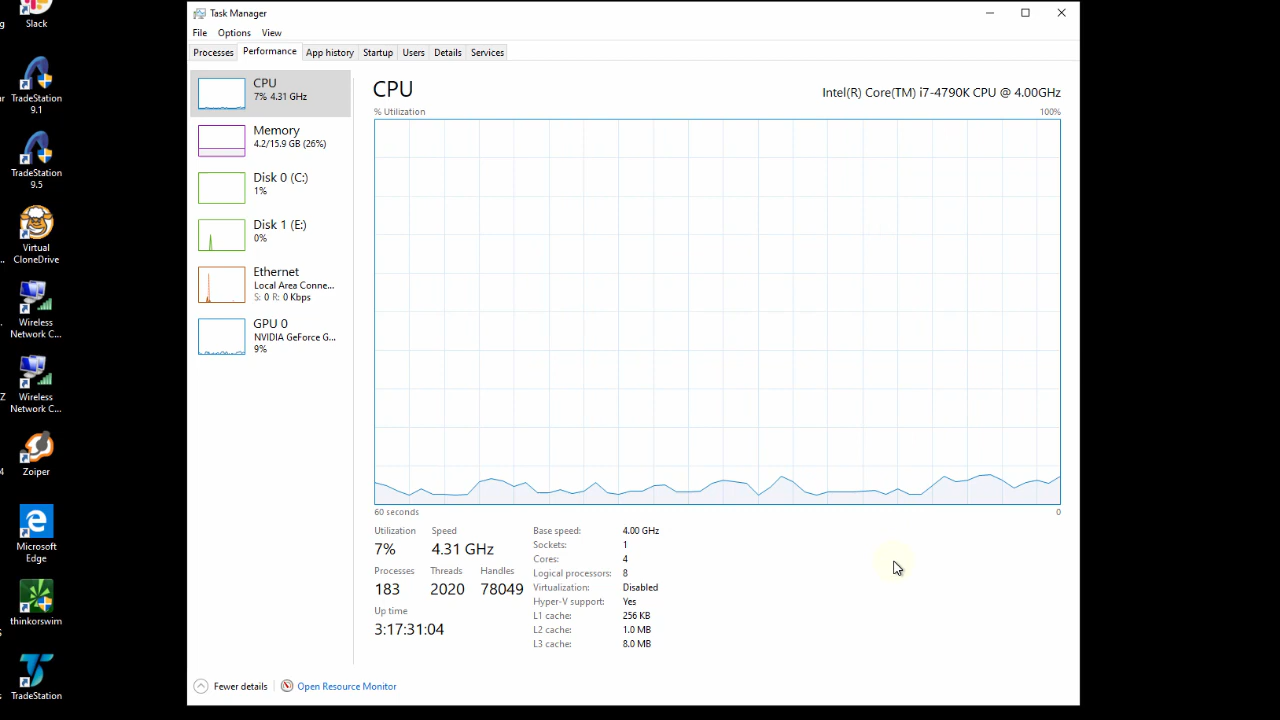 Slack
TradeStation
9.1
TradeStation
9.5
Virtual
CloneDrive
Wireless
Network C...
Wireless
Network C...
Zoiper
Microsoft
Edge
thinkorswim
TradeStation
Task Manager
File Options View
Processes Performance App history Startup Users Details Services
CPU
7% 4.31 GHz
Memory
4.2/15.9 GB (26%)
Disk 0 (C:)
1%
Disk 1 (E:)
0%
Ethernet
Local Area Conne...
S: 0 R: 0 Kbps
GPU 0
NVIDIA GeForce G...
9%
CPU
Intel(R) Core(TM) i7-4790K CPU @ 4.00GHz
% Utilization 100%
60 seconds 0
Utilization Speed
7% 4.31 GHz
Processes Threads Handles
183 2020 78049
Up time
3:17:31:04
Base speed: 4.00 GHz
Sockets: 1
Cores: 4
Logical processors: 8
Virtualization: Disabled
Hyper-V support: Yes
L1 cache: 256 KB
L2 cache: 1.0 MB
L3 cache: 8.0 MB
Fewer details Open Resource Monitor